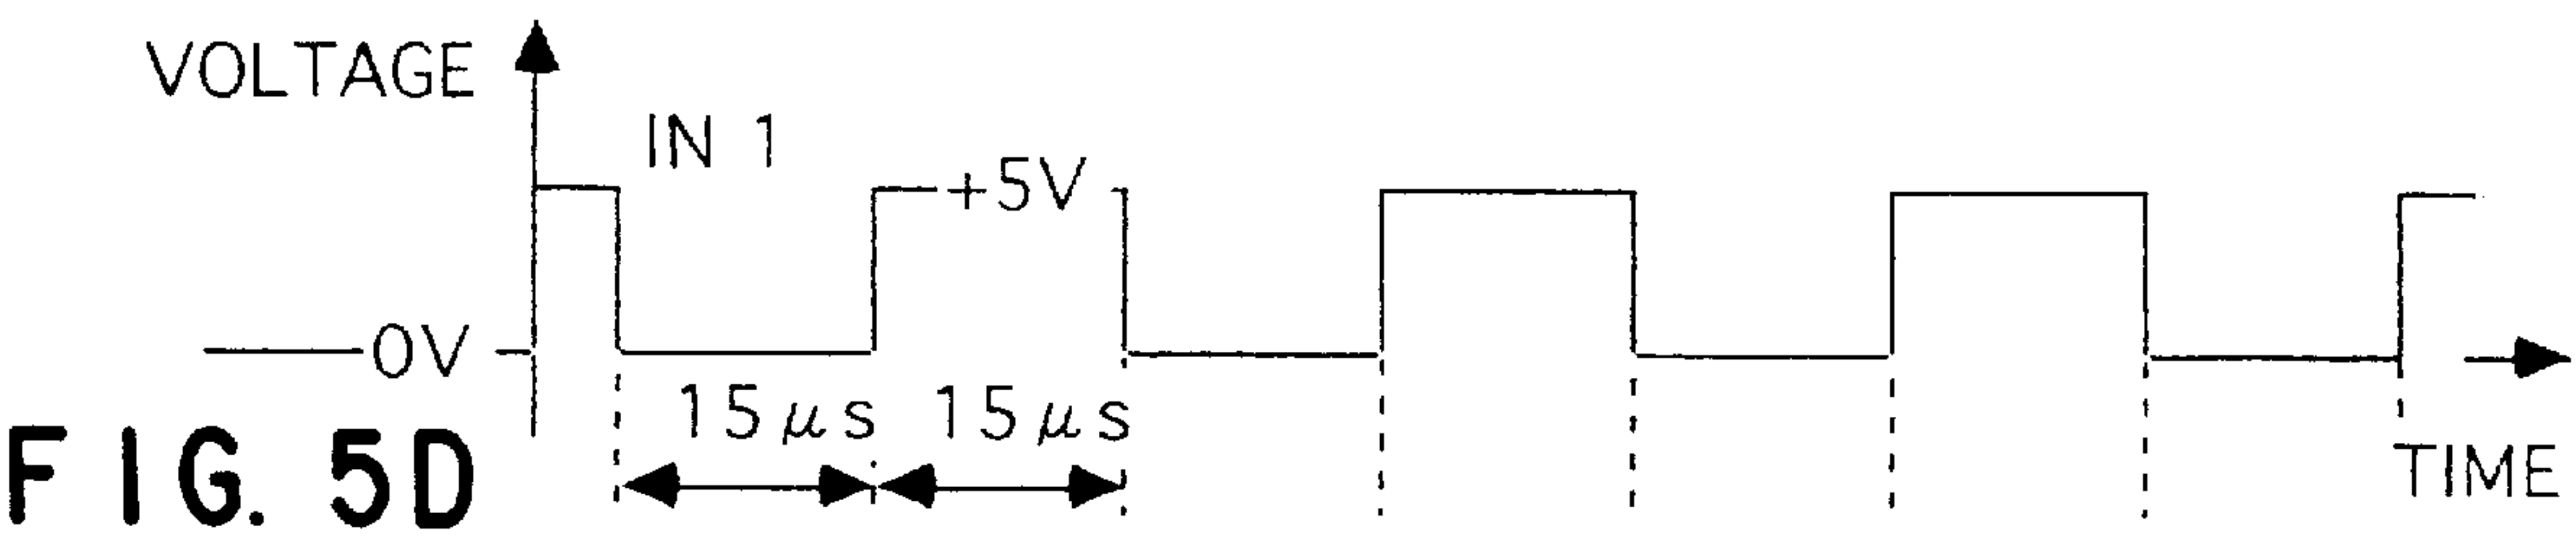 VOLTAGE
IN 1
+5V
0V
15μs 15μs
TIME
FIG. 5D